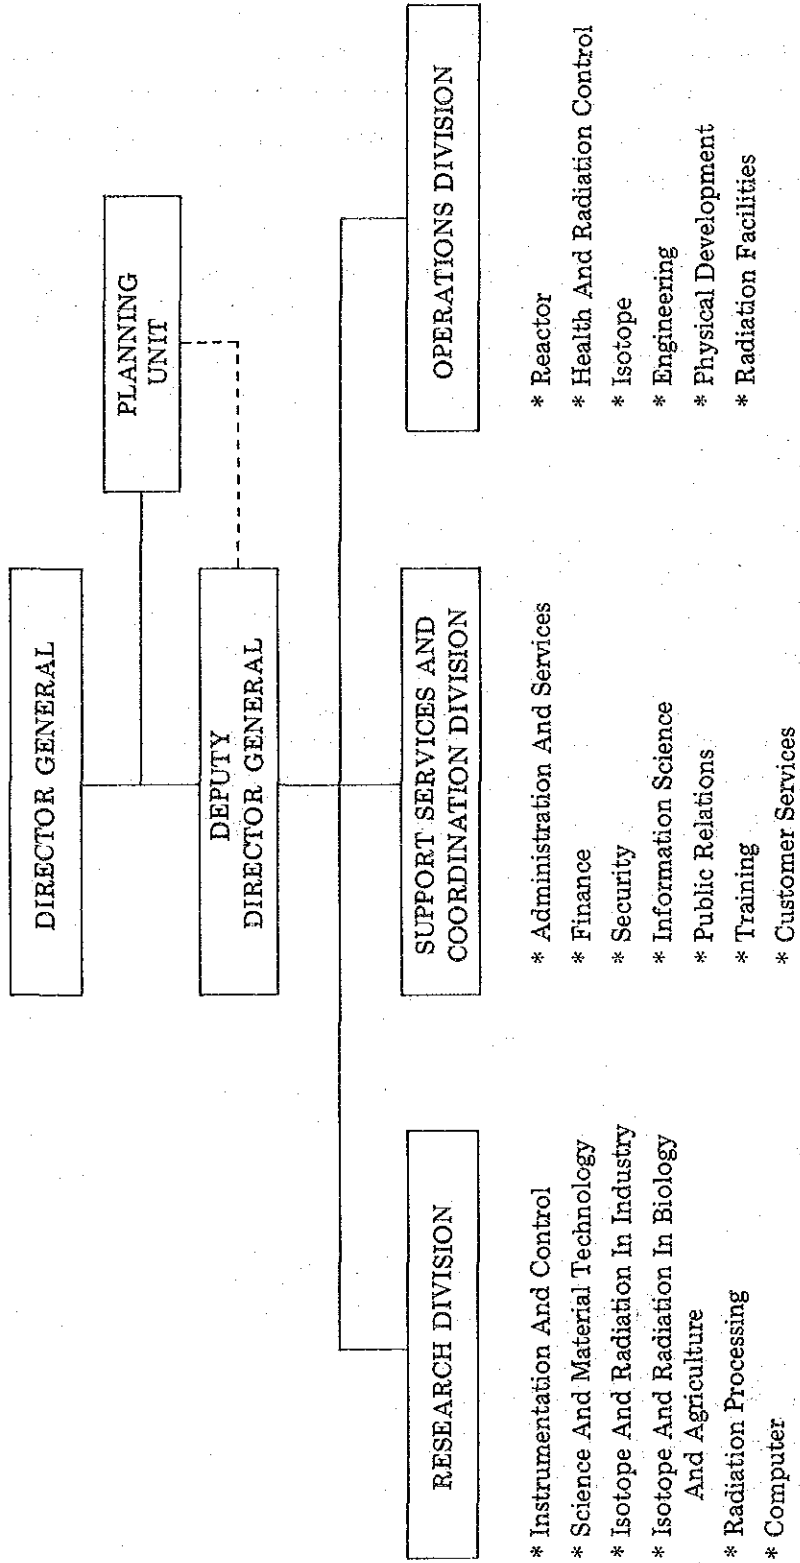 DIRECTOR GENERAL
PLANNING
UNIT
DEPUTY
DIRECTOR GENERAL
RESEARCH DIVISION
* Instrumentation And Control
* Science And Material Technology
* Isotope And Radiation In Industry
* Isotope And Radiation In Biology
And Agriculture
* Radiation Processing
* Computer
SUPPORT SERVICES AND
COORDINATION DIVISION
* Administration And Services
* Finance
* Security
* Information Science
* Public Relations
* Training
* Customer Services
OPERATIONS DIVISION
* Reactor
* Health And Radiation Control
* Isotope
* Engineering
* Physical Development
* Radiation Facilities